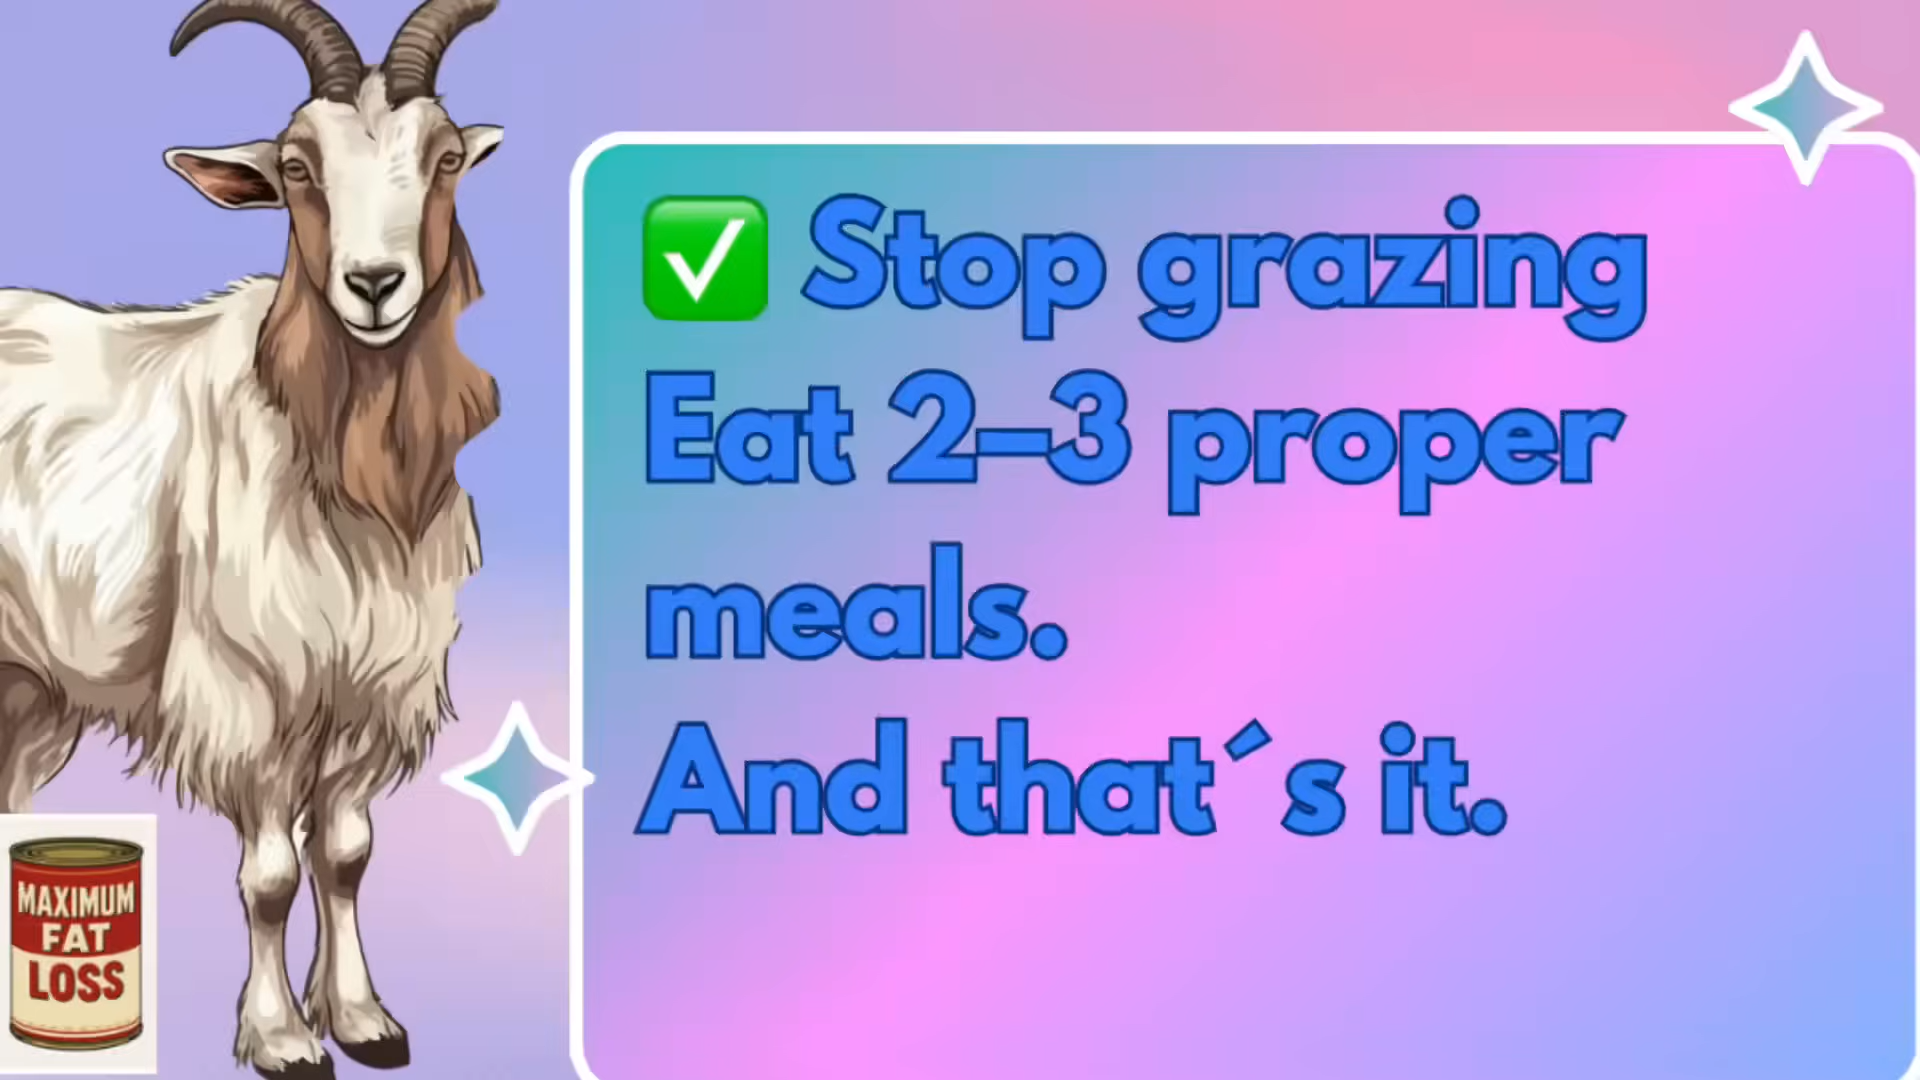 ✅ Stop grazing
Eat 2–3 proper
meals.
And that´s it.
MAXIMUM
FAT
LOSS